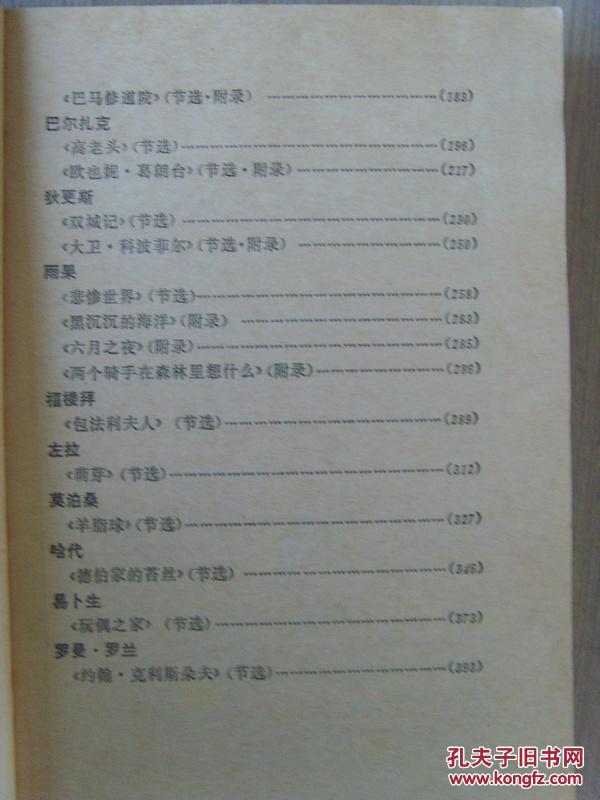 《巴马修道院》(节选·附录) ……………………………(183)
巴尔扎克
《高老头》(节选)……………………………(196)
《欧也妮·葛朗台》(节选·附录)……………………(217)
狄更斯
《双城记》(节选)……………………………(230)
《大卫·科波菲尔》(节选·附录) ……………………(250)
雨果
《悲惨世界》(节选)……………………………(258)
《黑沉沉的海洋》(附录) ……………………………(283)
《六月之夜》(附录)……………………………(285)
《两个骑手在森林里想什么》(附录)………………(286)
福楼拜
《包法利夫人》 (节选)……………………………(289)
左拉
《萌芽》(节选)……………………………(312)
莫泊桑
《羊脂球》(节选)……………………………(327)
哈代
《德伯家的苔丝》(节选) ……………………………(346)
易卜生
《玩偶之家》 (节选)……………………………(373)
罗曼·罗兰
《约翰·克利斯朵夫》(节选)……………………(393)
孔夫子旧书网
www.kongfz.com